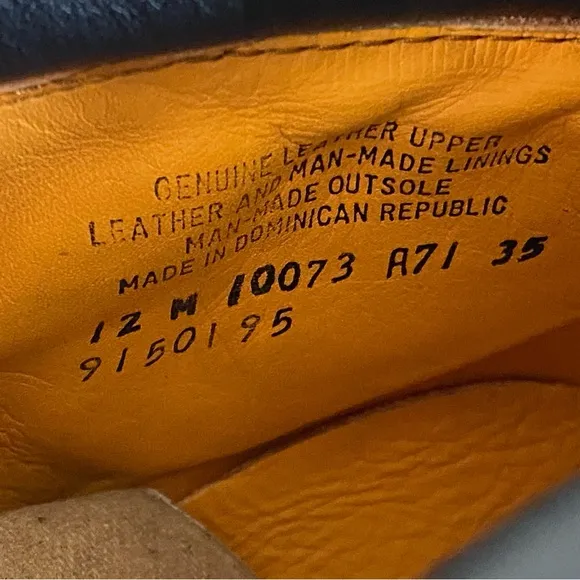 GENUINE LEATHER UPPER
LEATHER AND MAN-MADE LININGS
MAN-MADE OUTSOLE
MADE IN DOMINICAN REPUBLIC
12 M 10073 A71 35
9150195